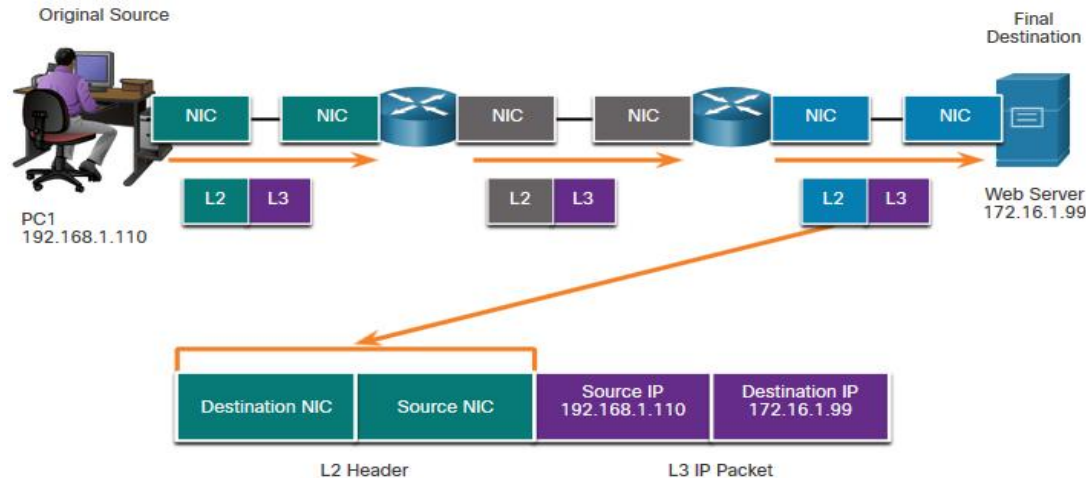 Original Source
Final
Destination
NIC
NIC
NIC
NIC
NIC
NIC
L2
L3
L2
L3
L2
L3
PC1
192.168.1.110
Web Server
172.16.1.99
Destination NIC
Source NIC
Source IP
192.168.1.110
Destination IP
172.16.1.99
L2 Header
L3 IP Packet